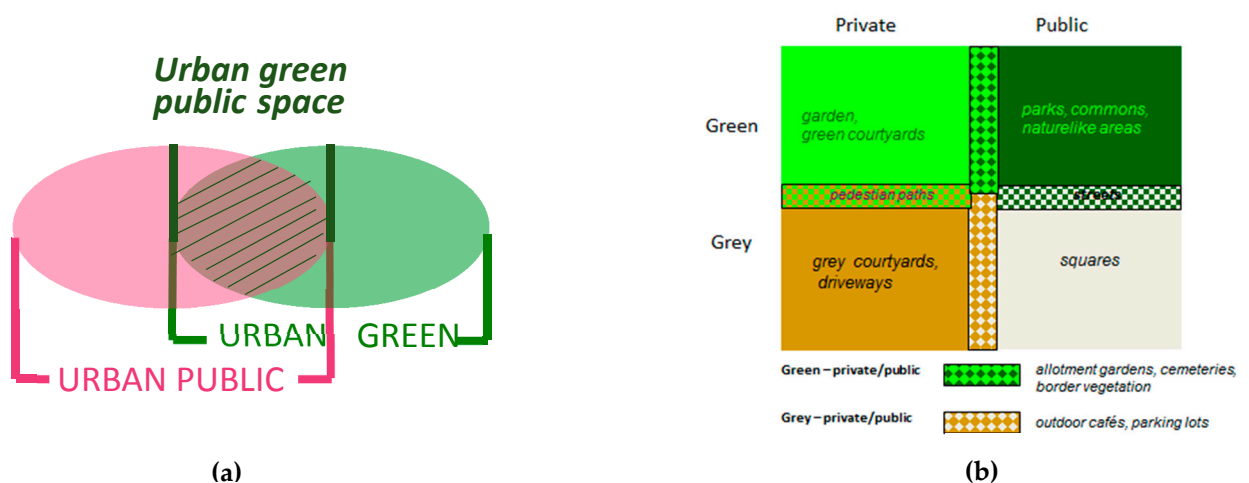 Urban green
public space
URBAN GREEN
URBAN PUBLIC
(a)
Private Public
Green
garden,
green courtyards
parks, commons,
naturelike areas
pedestian paths
streets
Grey
grey courtyards,
driveways
squares
Green – private/public
allotment gardens, cemeteries,
border vegetation
Grey – private/public
outdoor cafés, parking lots
(b)